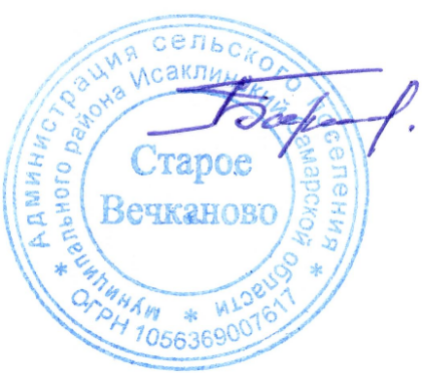 Администрация сельского поселения
муниципального района Исаклинский Самарской области
Старое
Вечканово
* ОГРН 1056369007617 *
*